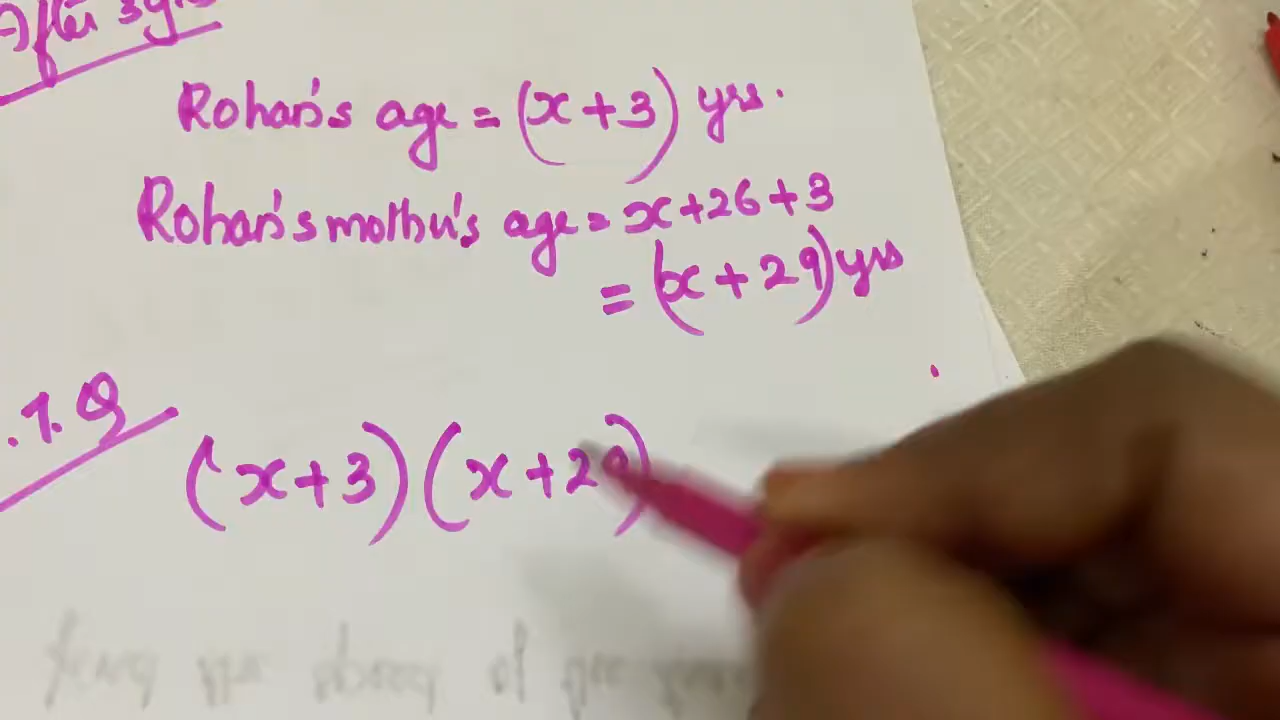 After 3yrs
Rohan's age = (x+3) yrs.
Rohan's mother's age = x+26+3
= (x+29) yrs
.T.Q
(x+3)(x+29)